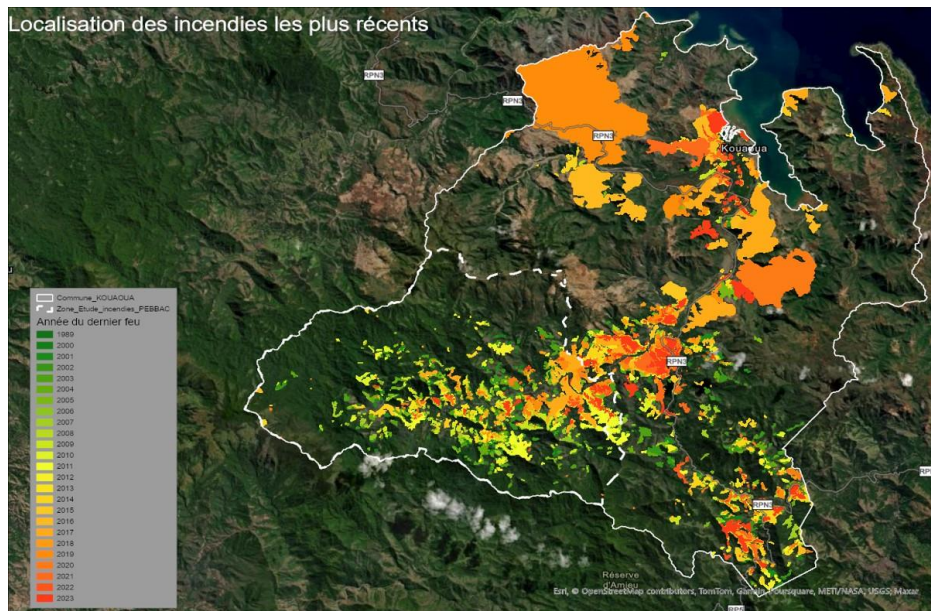 Localisation des incendies les plus récents
RPN3
RPN3
RPN3
Kouaoua
Commune_KOUAOUA
Zone_Etude_incendies_PEBBAC
Année du dernier feu
1989
2000
2001
2002
2003
2004
2005
2006
2007
2008
2009
2010
2011
2012
2013
2014
2015
2016
2017
2018
2019
2020
2021
2022
2023
RPN3
RPN3
Réserve
d'Amieu
Esri, © OpenStreetMap contributors, TomTom, Garmin, Foursquare, METI/NASA, USGS, Maxar